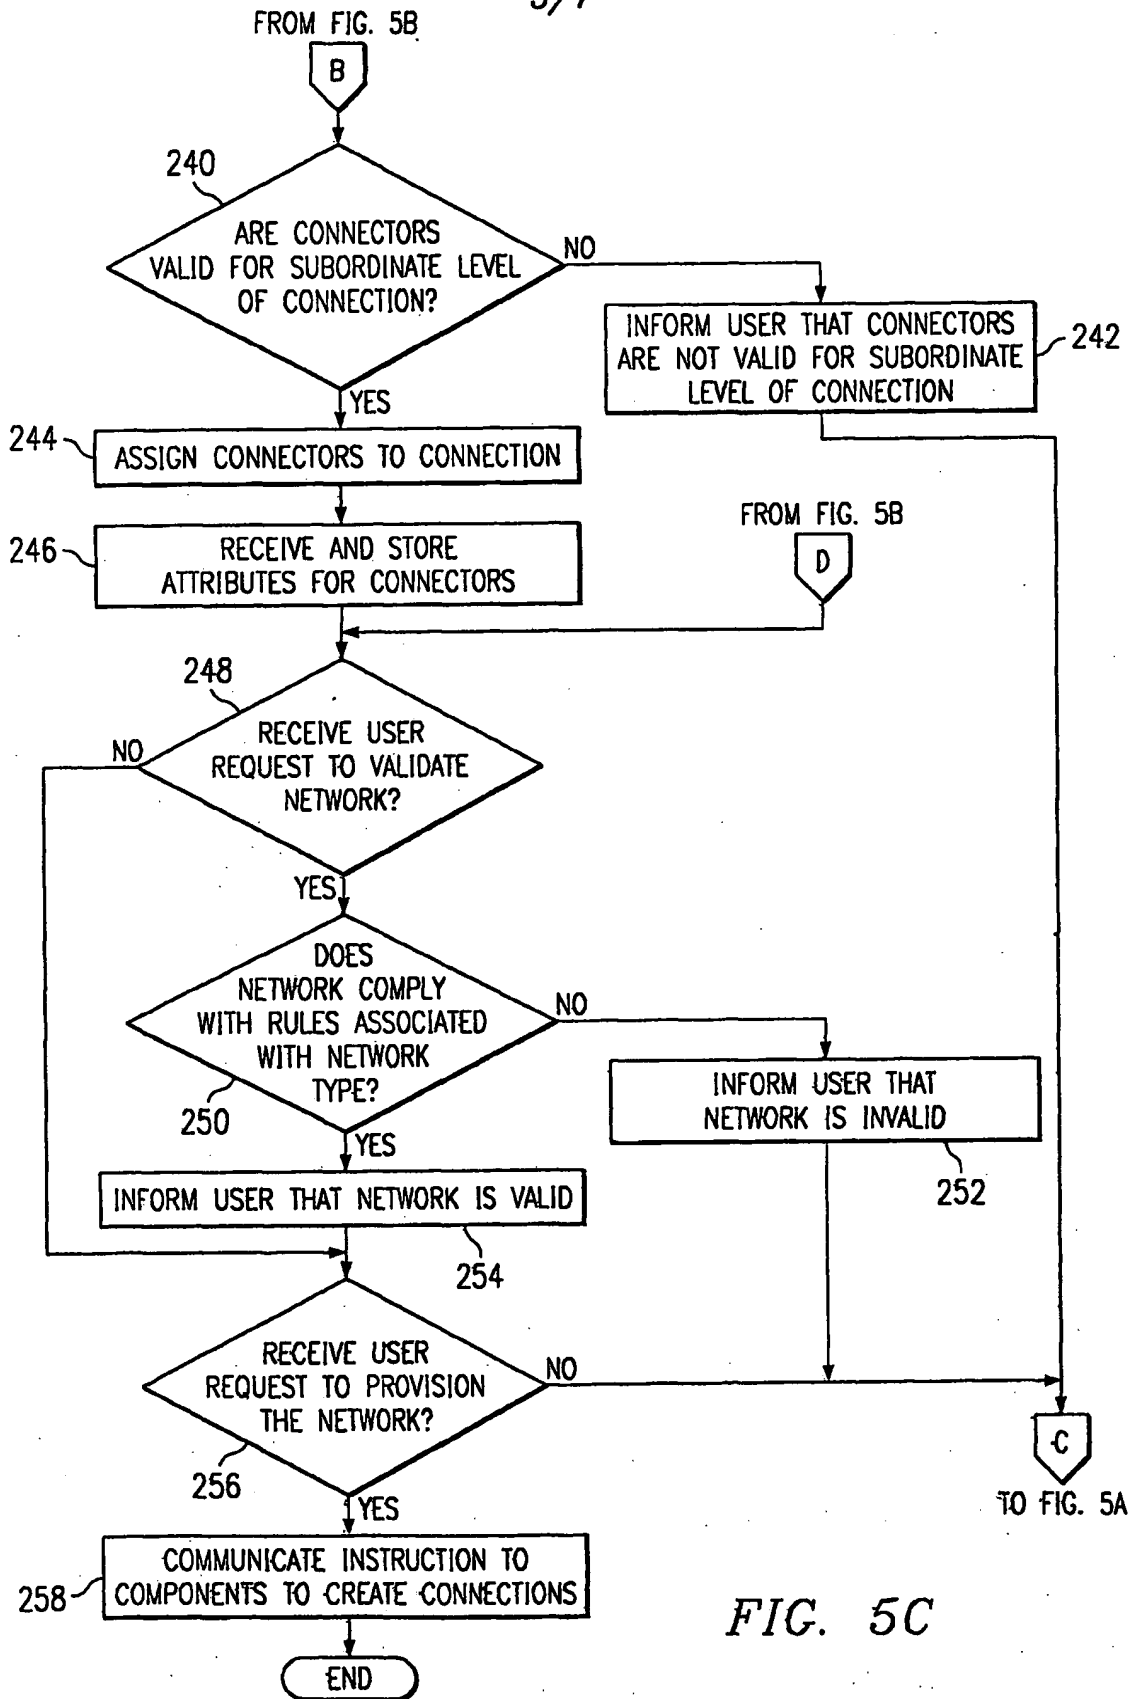 FROM FIG. 5B
B
240
ARE CONNECTORS
VALID FOR SUBORDINATE LEVEL
OF CONNECTION?
NO
INFORM USER THAT CONNECTORS
ARE NOT VALID FOR SUBORDINATE
LEVEL OF CONNECTION
242
YES
244
ASSIGN CONNECTORS TO CONNECTION
246
RECEIVE AND STORE
ATTRIBUTES FOR CONNECTORS
FROM FIG. 5B
D
248
RECEIVE USER
REQUEST TO VALIDATE
NETWORK?
NO
YES
DOES
NETWORK COMPLY
WITH RULES ASSOCIATED
WITH NETWORK
TYPE?
250
NO
INFORM USER THAT
NETWORK IS INVALID
252
YES
INFORM USER THAT NETWORK IS VALID
254
RECEIVE USER
REQUEST TO PROVISION
THE NETWORK?
256
NO
C
TO FIG. 5A
YES
258
COMMUNICATE INSTRUCTION TO
COMPONENTS TO CREATE CONNECTIONS
END
FIG. 5C